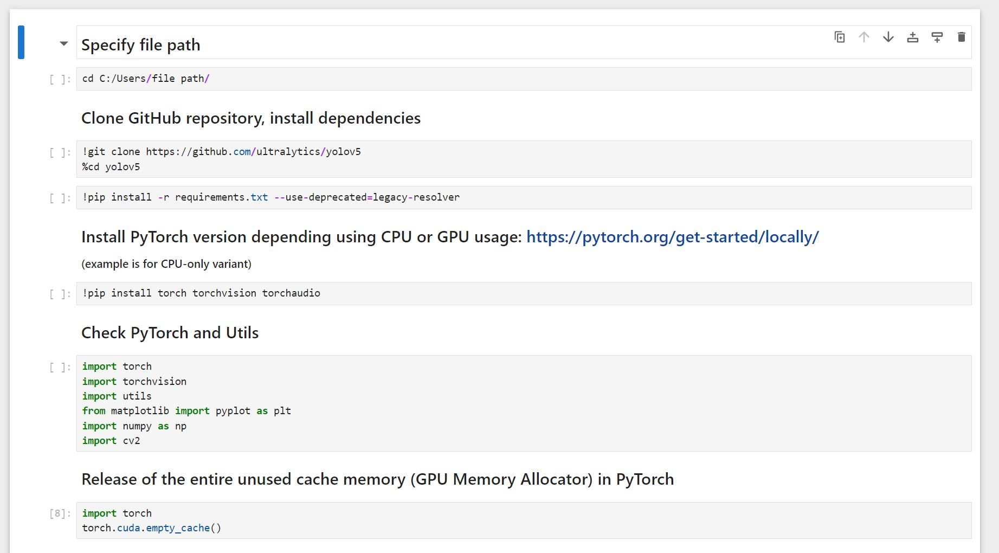 Specify file path
[ ]: cd C:/Users/file path/
Clone GitHub repository, install dependencies
[ ]: !git clone https://github.com/ultralytics/yolov5
%cd yolov5
[ ]: !pip install -r requirements.txt --use-deprecated=legacy-resolver
Install PyTorch version depending using CPU or GPU usage: https://pytorch.org/get-started/locally/
(example is for CPU-only variant)
[ ]: !pip install torch torchvision torchaudio
Check PyTorch and Utils
[ ]: import torch
import torchvision
import utils
from matplotlib import pyplot as plt
import numpy as np
import cv2
Release of the entire unused cache memory (GPU Memory Allocator) in PyTorch
[8]: import torch
torch.cuda.empty_cache()